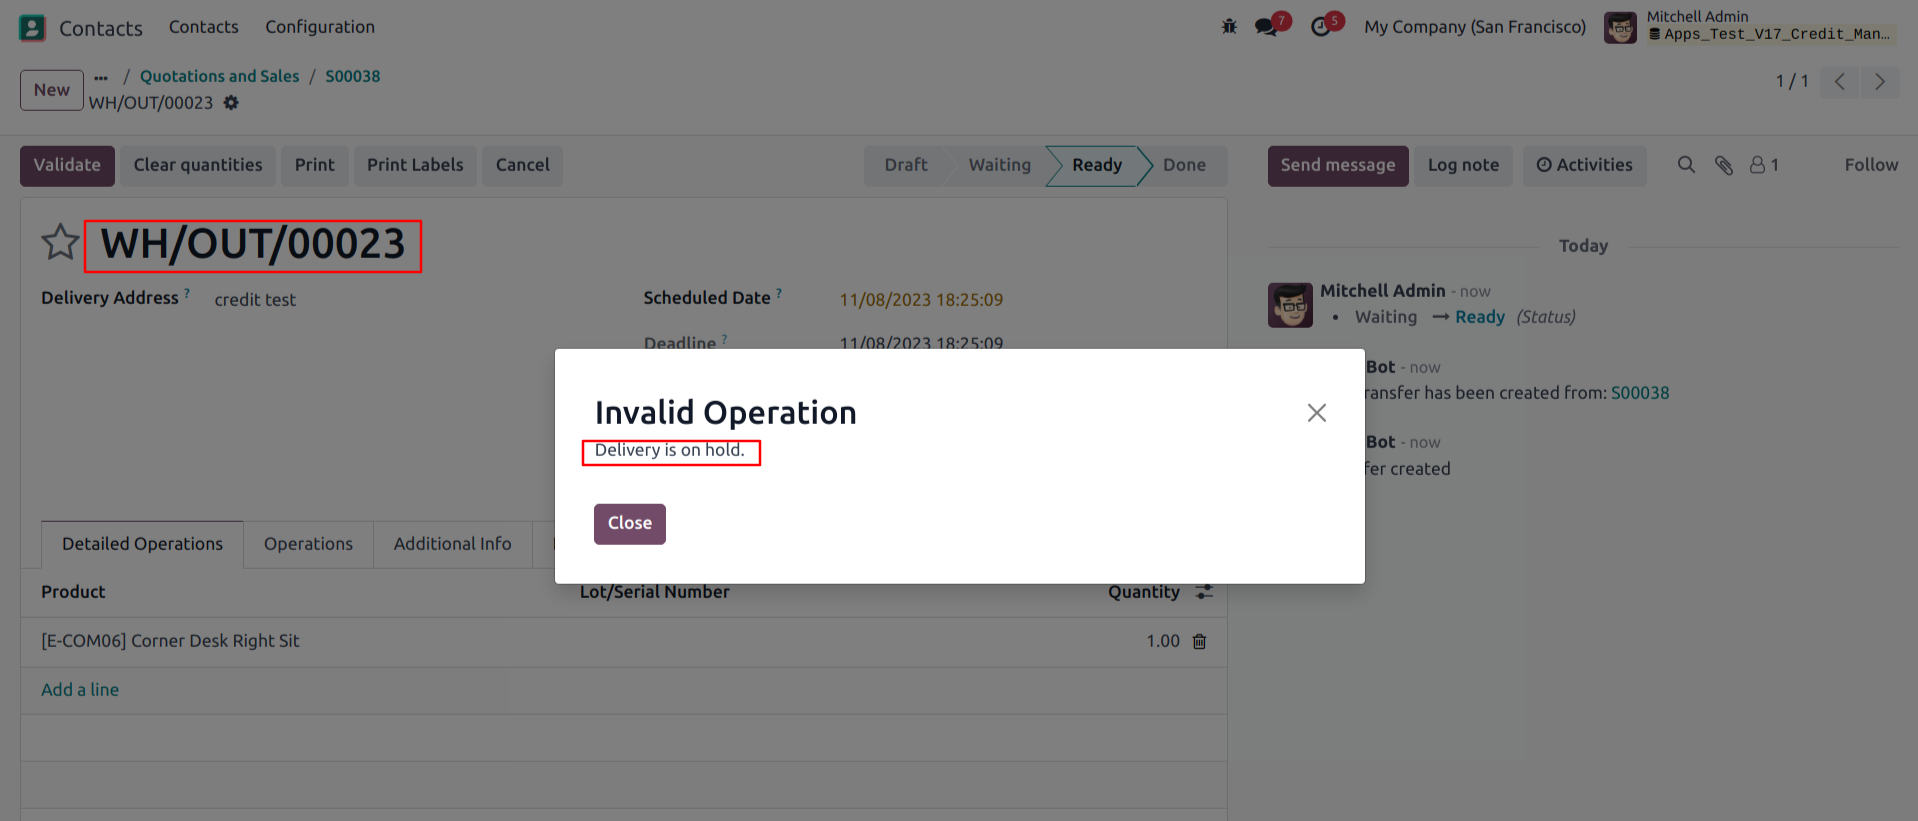 Contacts Contacts Configuration 7 5 My Company (San Francisco) Mitchell Admin
Apps_Test_V17_Credit_Man…
New … / Quotations and Sales / S00038
WH/OUT/00023
1 / 1
Validate Clear quantities Print Print Labels Cancel Draft Waiting Ready Done Send message Log note Activities 1 Follow
WH/OUT/00023
Today
Delivery Address ? credit test
Scheduled Date ? 11/08/2023 18:25:09
Deadline ? 11/08/2023 18:25:09
Mitchell Admin - now
• Waiting → Ready (Status)
Bot - now
ransfer has been created from: S00038
Bot - now
fer created
Invalid Operation
Delivery is on hold.
Close
Detailed Operations Operations Additional Info
Product Lot/Serial Number Quantity
[E-COM06] Corner Desk Right Sit 1.00
Add a line